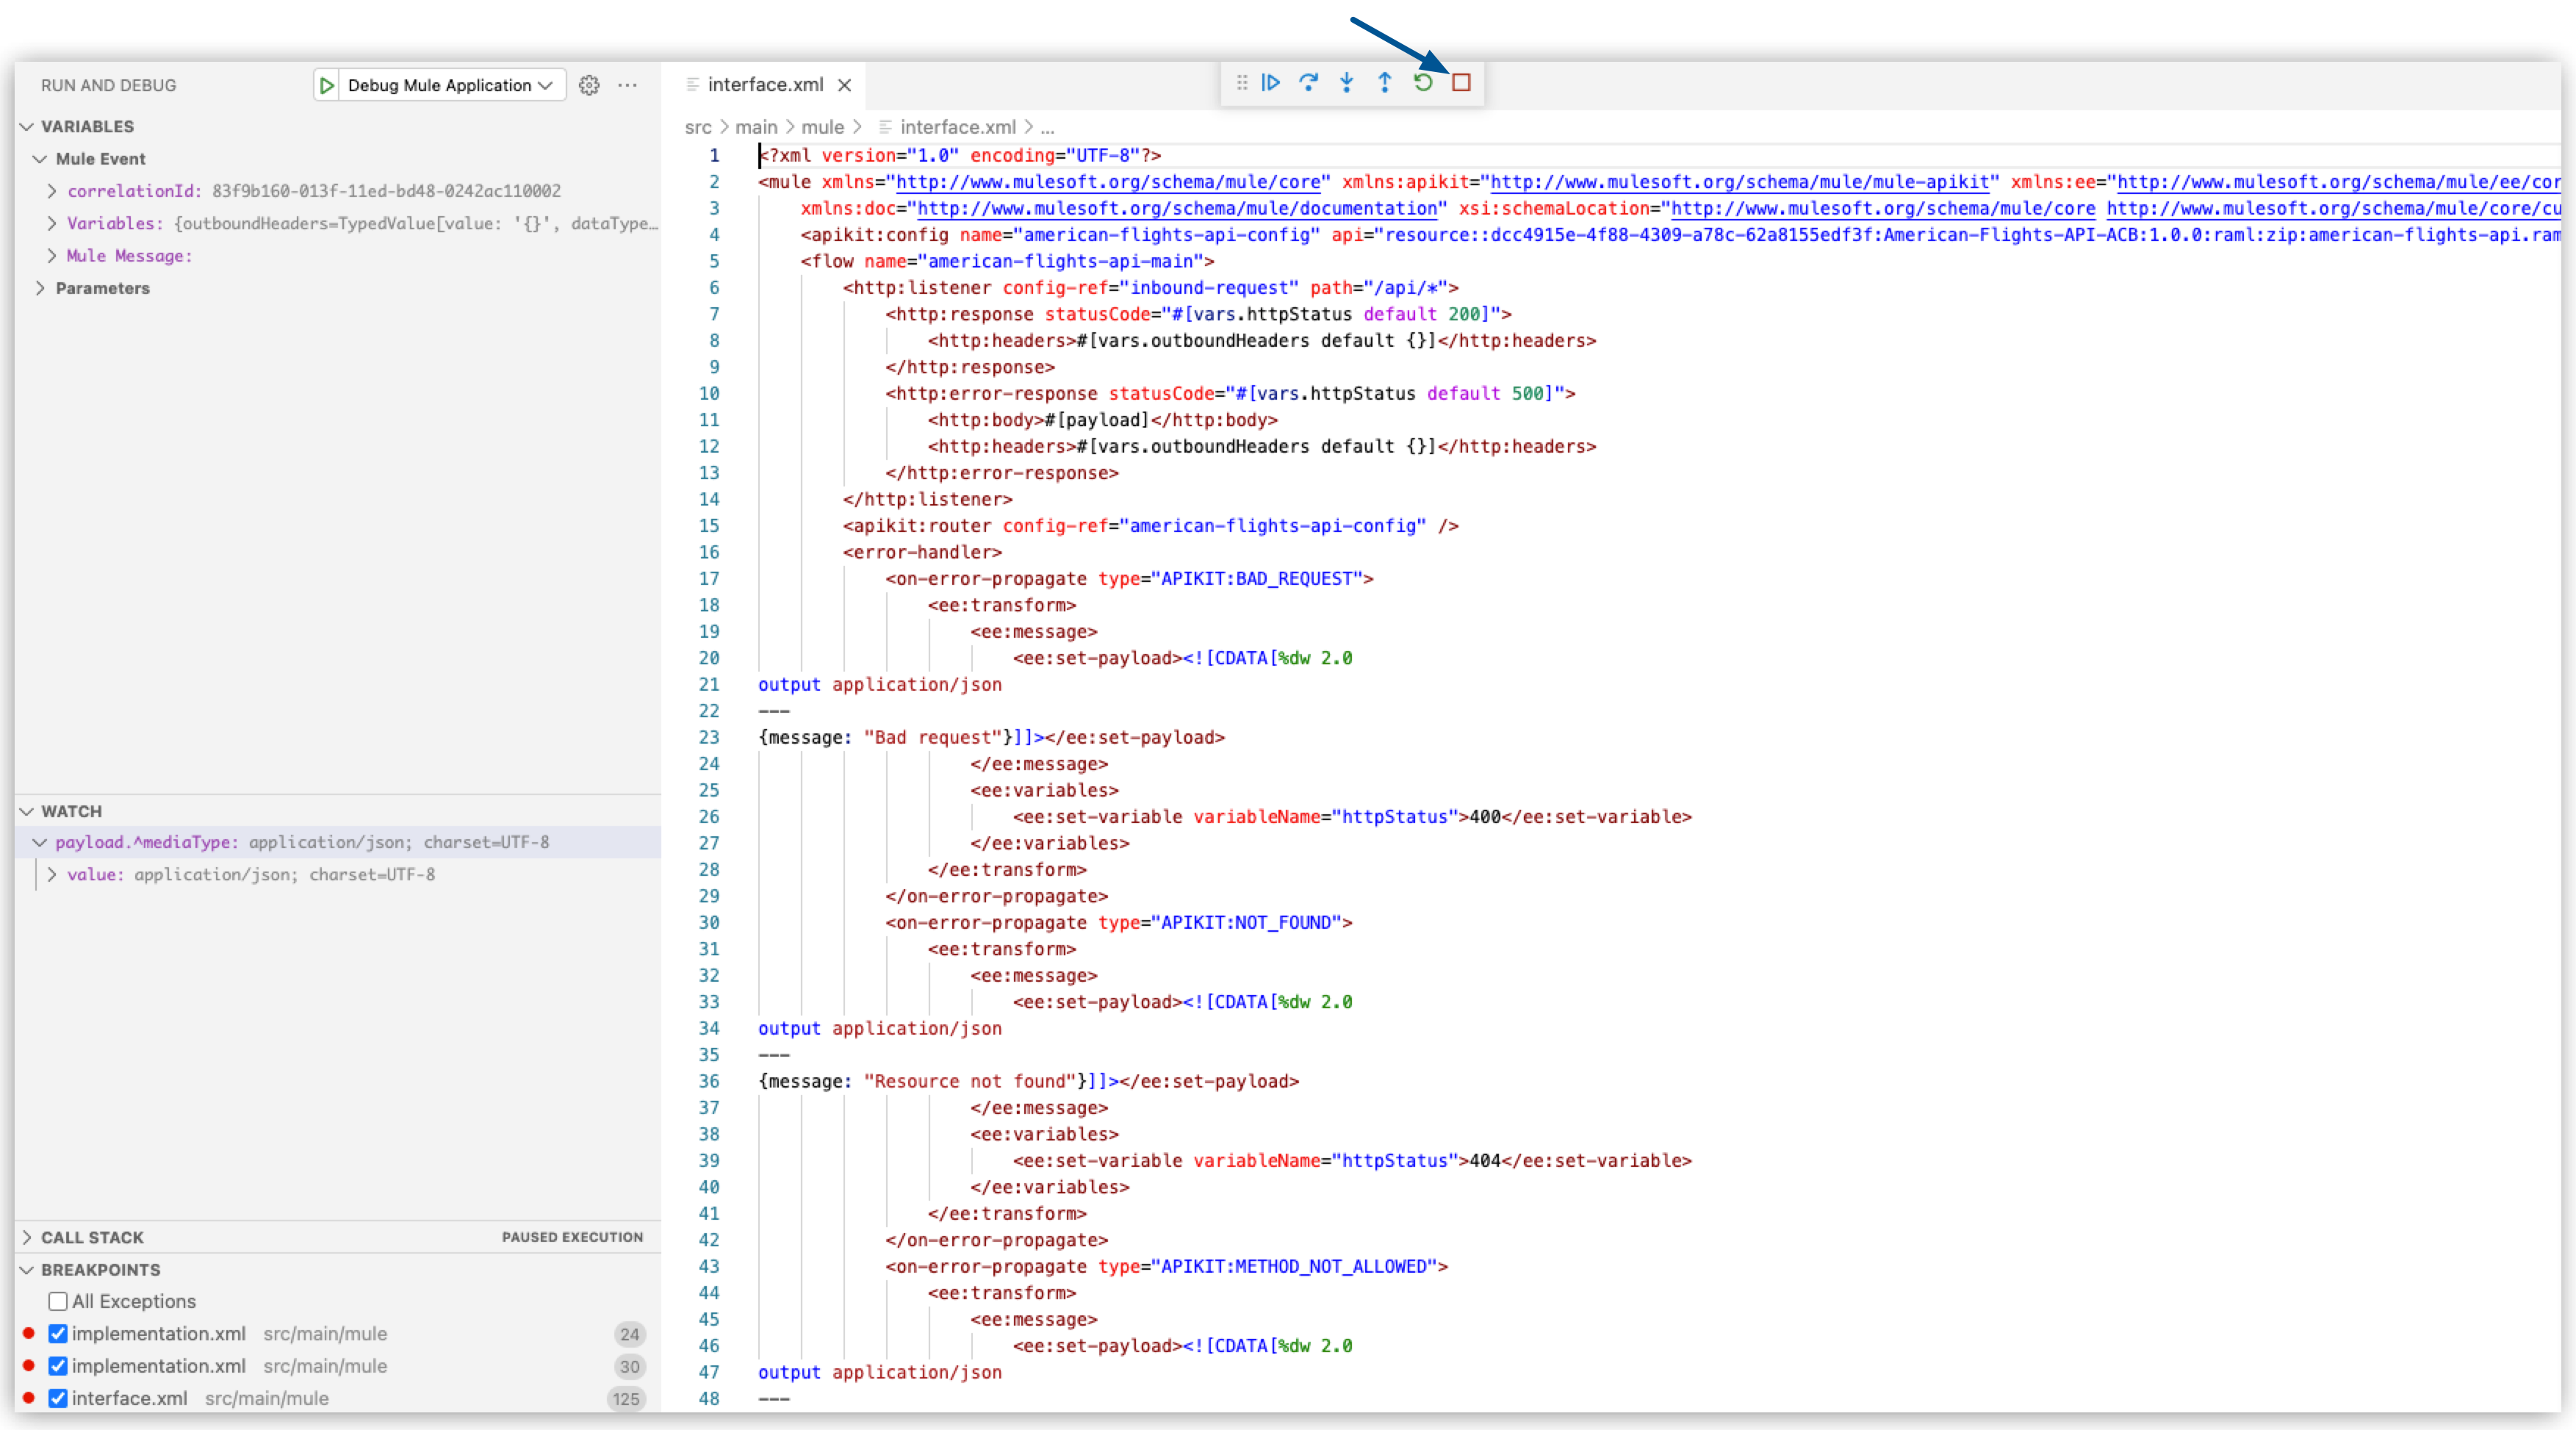 RUN AND DEBUG
Debug Mule Application
VARIABLES
Mule Event
correlationId: 83f9b160-013f-11ed-bd48-0242ac110002
Variables: {outboundHeaders=TypedValue[value: '{}', dataType…
Mule Message:
Parameters
WATCH
payload.^mediaType: application/json; charset=UTF-8
value: application/json; charset=UTF-8
CALL STACK PAUSED EXECUTION
BREAKPOINTS
All Exceptions
implementation.xml src/main/mule 24
implementation.xml src/main/mule 30
interface.xml src/main/mule 125
interface.xml
src > main > mule > interface.xml > ...
1 <?xml version="1.0" encoding="UTF-8"?>
2 <mule xmlns="http://www.mulesoft.org/schema/mule/core" xmlns:apikit="http://www.mulesoft.org/schema/mule/mule-apikit" xmlns:ee="http://www.mulesoft.org/schema/mule/ee/cor
3 xmlns:doc="http://www.mulesoft.org/schema/mule/documentation" xsi:schemaLocation="http://www.mulesoft.org/schema/mule/core http://www.mulesoft.org/schema/mule/core/cu
4 <apikit:config name="american-flights-api-config" api="resource::dcc4915e-4f88-4309-a78c-62a8155edf3f:American-Flights-API-ACB:1.0.0:raml:zip:american-flights-api.ram
5 <flow name="american-flights-api-main">
6 <http:listener config-ref="inbound-request" path="/api/*">
7 <http:response statusCode="#[vars.httpStatus default 200]">
8 <http:headers>#[vars.outboundHeaders default {}]</http:headers>
9 </http:response>
10 <http:error-response statusCode="#[vars.httpStatus default 500]">
11 <http:body>#[payload]</http:body>
12 <http:headers>#[vars.outboundHeaders default {}]</http:headers>
13 </http:error-response>
14 </http:listener>
15 <apikit:router config-ref="american-flights-api-config" />
16 <error-handler>
17 <on-error-propagate type="APIKIT:BAD_REQUEST">
18 <ee:transform>
19 <ee:message>
20 <ee:set-payload><![CDATA[%dw 2.0
21 output application/json
22 ---
23 {message: "Bad request"}]]></ee:set-payload>
24 </ee:message>
25 <ee:variables>
26 <ee:set-variable variableName="httpStatus">400</ee:set-variable>
27 </ee:variables>
28 </ee:transform>
29 </on-error-propagate>
30 <on-error-propagate type="APIKIT:NOT_FOUND">
31 <ee:transform>
32 <ee:message>
33 <ee:set-payload><![CDATA[%dw 2.0
34 output application/json
35 ---
36 {message: "Resource not found"}]]></ee:set-payload>
37 </ee:message>
38 <ee:variables>
39 <ee:set-variable variableName="httpStatus">404</ee:set-variable>
40 </ee:variables>
41 </ee:transform>
42 </on-error-propagate>
43 <on-error-propagate type="APIKIT:METHOD_NOT_ALLOWED">
44 <ee:transform>
45 <ee:message>
46 <ee:set-payload><![CDATA[%dw 2.0
47 output application/json
48 ---